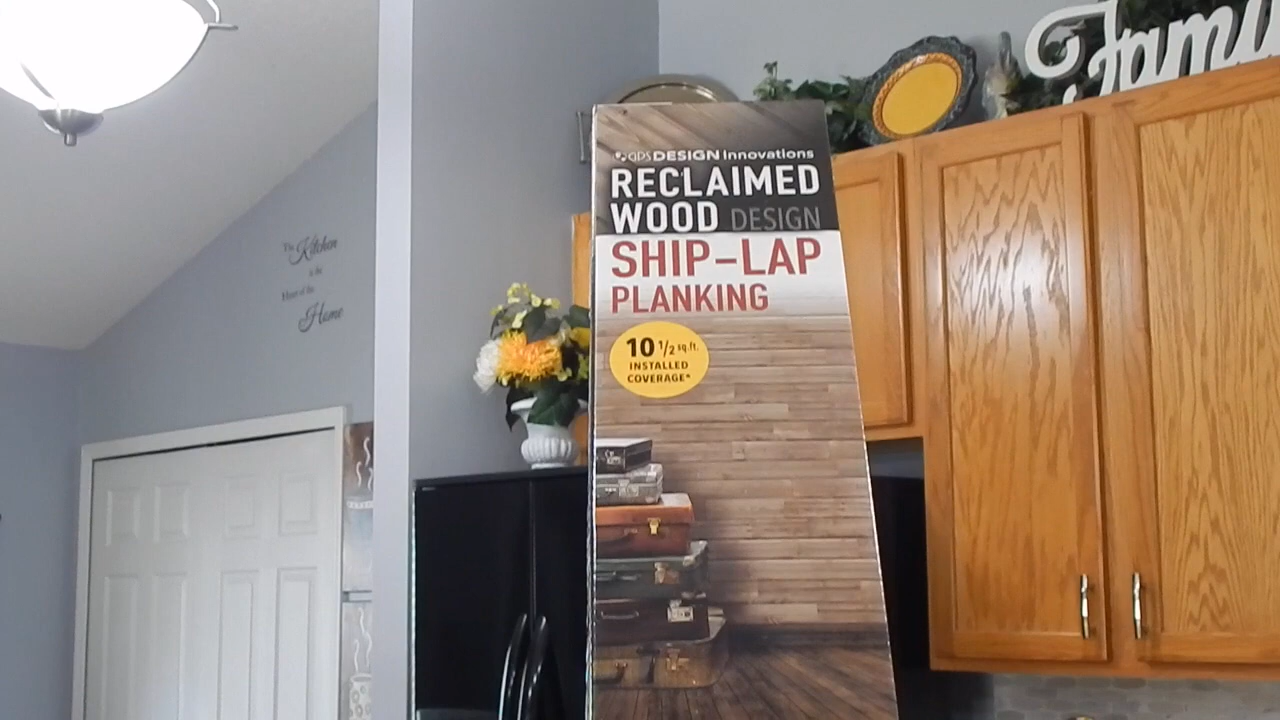 The Kitchen
is the
Heart of the
Home
Family
DESIGN Innovations
RECLAIMED
WOOD DESIGN
SHIP-LAP
PLANKING
10 1/2 sq.ft.
INSTALLED
COVERAGE*